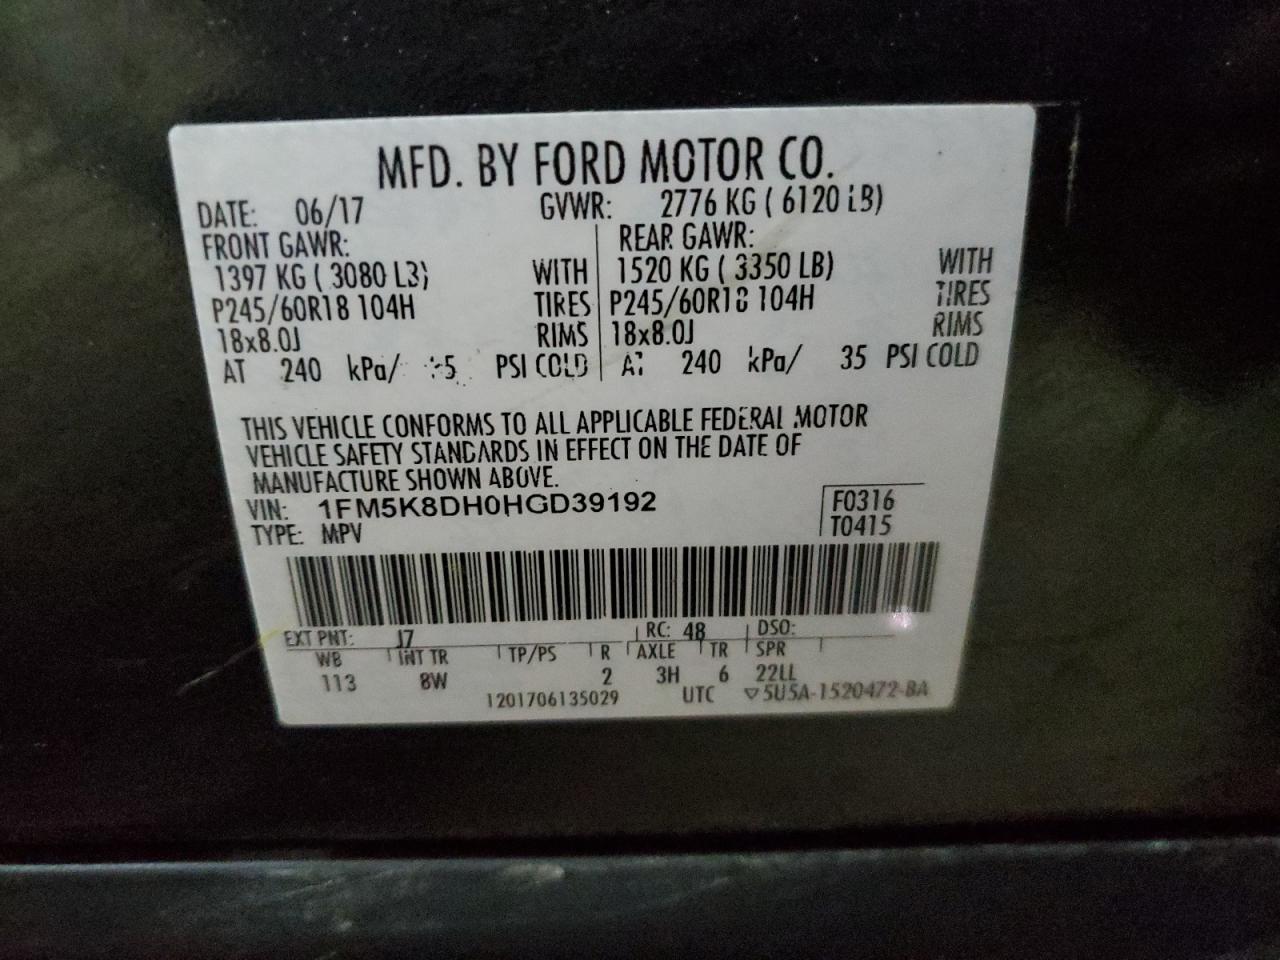 MFD. BY FORD MOTOR CO.
DATE: 06/17 GVWR: 2776 KG ( 6120 LB)
FRONT GAWR: REAR GAWR:
1397 KG ( 3080 LB) WITH 1520 KG ( 3350 LB) WITH
P245/60R18 104H TIRES P245/60R18 104H TIRES
18x8.0J RIMS 18x8.0J RIMS
AT 240 kPa/ PSI COLD AT 240 kPa/ 35 PSI COLD
THIS VEHICLE CONFORMS TO ALL APPLICABLE FEDERAL MOTOR
VEHICLE SAFETY STANDARDS IN EFFECT ON THE DATE OF
MANUFACTURE SHOWN ABOVE.
VIN: 1FM5K8DH0HGD39192 F0316
TYPE: MPV T0415
EXT PNT: J7 RC: 48 DSO:
WB INT TR TP/PS R AXLE TR SPR
113 8W 2 3H 6 22LL
1201706135029 UTC ▽5U5A-1520472-BA